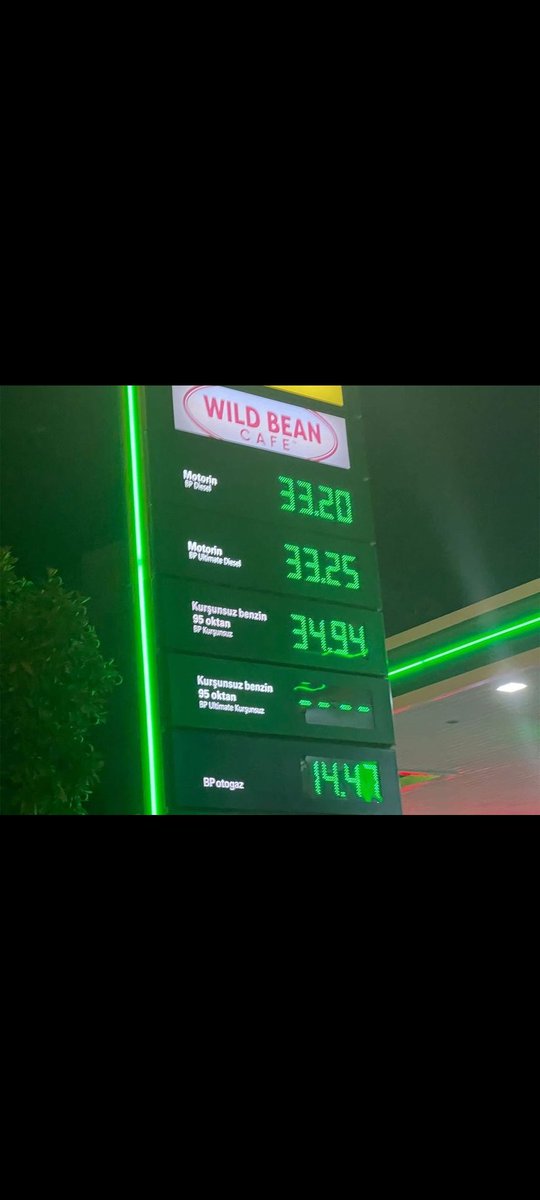 WILD BEAN
CAFE
Motorin
BP Diesel
33.20
Motorin
BP Ultimate Diesel
33.25
Kurşunsuz benzin
95 oktan
BP Kurşunsuz
34.94
Kurşunsuz benzin
95 oktan
BP Ultimate Kurşunsuz
- - - -
BP otogaz
14.4